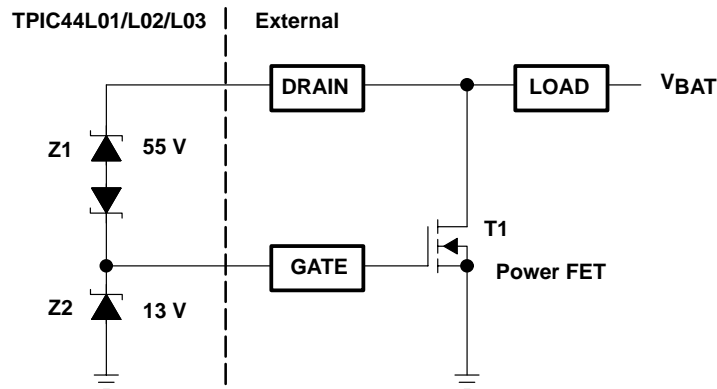 TPIC44L01/L02/L03 External
DRAIN LOAD VBAT
Z1 55 V
T1
GATE Power FET
Z2 13 V